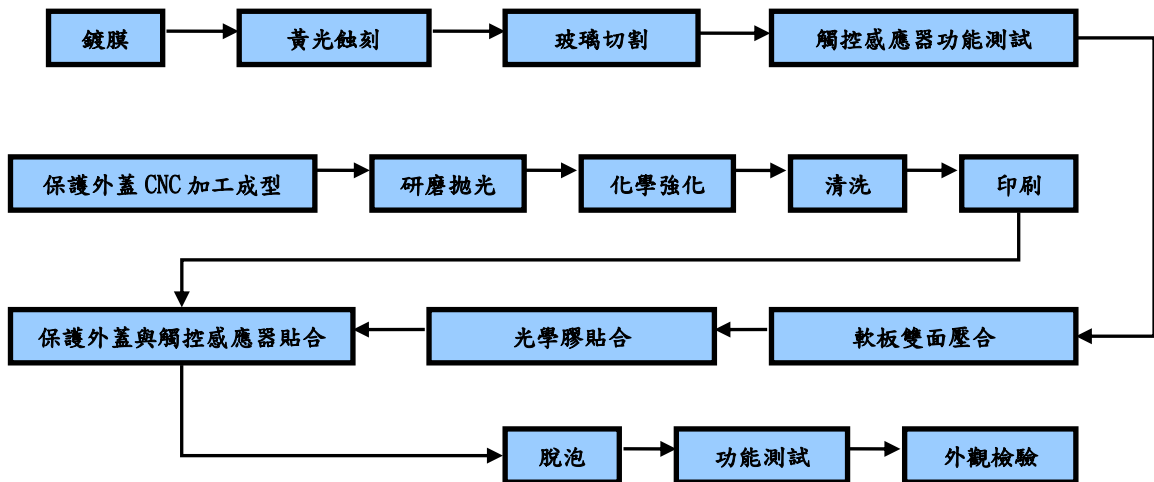 鍍膜
黃光蝕刻
玻璃切割
觸控感應器功能測試
保護外蓋 CNC 加工成型
研磨拋光
化學強化
清洗
印刷
保護外蓋與觸控感應器貼合
光學膠貼合
軟板雙面壓合
脫泡
功能測試
外觀檢驗